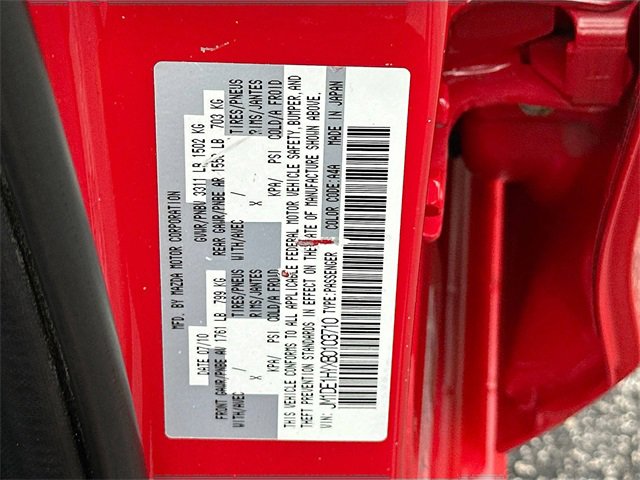 MFD. BY MAZDA MOTOR CORPORATION
DATE 07/10 GVWR/PNBV 3311 LB 1502 KG
FRONT GAWR/PNBE AV 1761 LB 799 KG REAR GAWR/PNBE AR 1550 LB 703 KG
WITH/AVEC TIRES/PNEUS WITH/AVEC TIRES/PNEUS
X / RIMS/JANTES X / RIMS/JANTES
KPA/ PSI COLD/A FROID KPA/ PSI COLD/A FROID
THIS VEHICLE CONFORMS TO ALL APPLICABLE FEDERAL MOTOR VEHICLE SAFETY, BUMPER, AND
THEFT PREVENTION STANDARDS IN EFFECT ON THE DATE OF MANUFACTURE SHOWN ABOVE.
VIN: TYPE:PASSENGER COLOR CODE:A4A MADE IN JAPAN